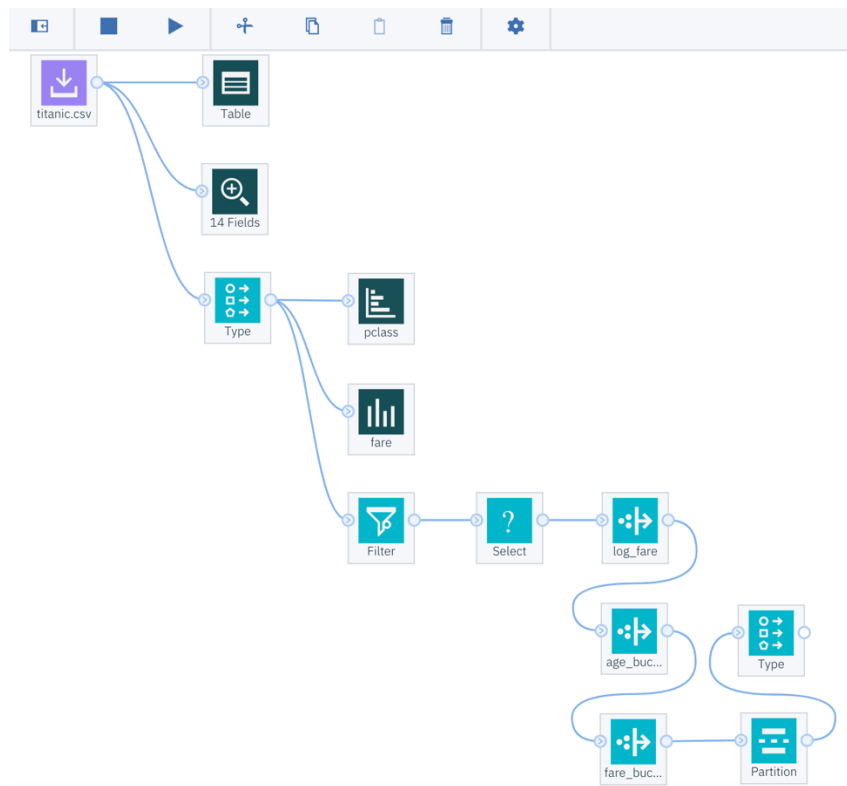 titanic.csv
Table
14 Fields
Type
pclass
fare
Filter
?
Select
log_fare
age_buc...
Type
fare_buc...
Partition